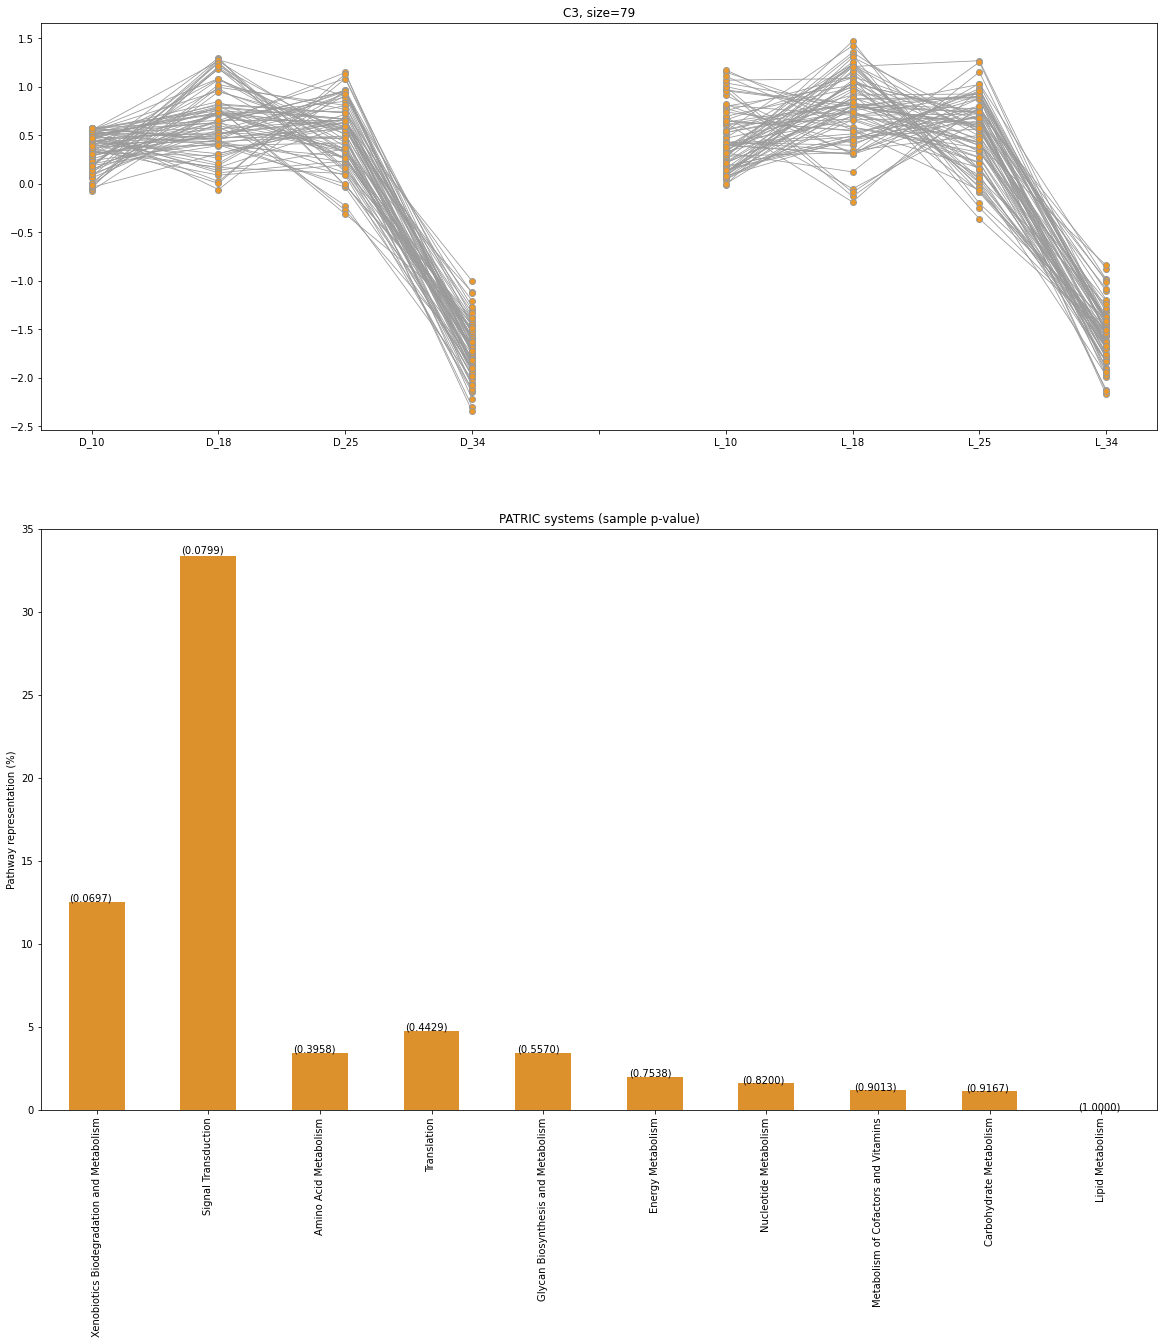 C3, size=79
1.5
1.0
0.5
0.0
−0.5
−1.0
−1.5
−2.0
−2.5
D_10 D_18 D_25 D_34 L_10 L_18 L_25 L_34
PATRIC systems (sample p-value)
Pathway representation (%)
35
30
25
20
15
10
5
0
(0.0697)
(0.0799)
(0.3958)
(0.4429)
(0.5570)
(0.7538)
(0.8200)
(0.9013)
(0.9167)
(1.0000)
Xenobiotics Biodegradation and Metabolism
Signal Transduction
Amino Acid Metabolism
Translation
Glycan Biosynthesis and Metabolism
Energy Metabolism
Nucleotide Metabolism
Metabolism of Cofactors and Vitamins
Carbohydrate Metabolism
Lipid Metabolism